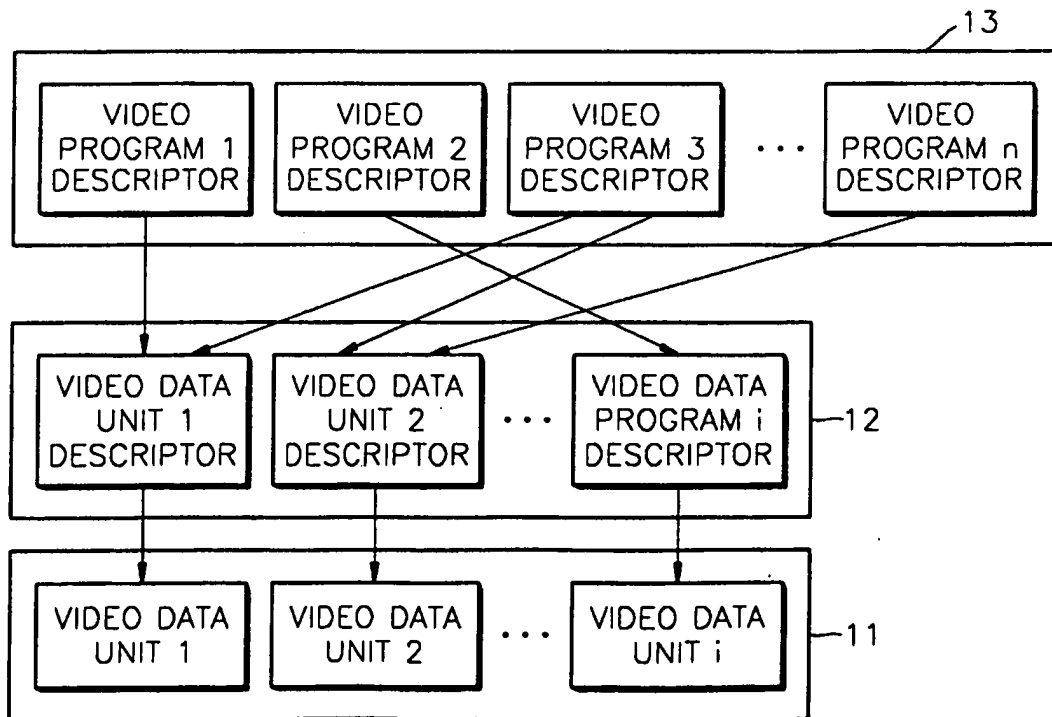 13
VIDEO
PROGRAM 1
DESCRIPTOR
VIDEO
PROGRAM 2
DESCRIPTOR
VIDEO
PROGRAM 3
DESCRIPTOR
...
VIDEO
PROGRAM n
DESCRIPTOR
VIDEO DATA
UNIT 1
DESCRIPTOR
VIDEO DATA
UNIT 2
DESCRIPTOR
...
VIDEO DATA
PROGRAM i
DESCRIPTOR
12
VIDEO DATA
UNIT 1
VIDEO DATA
UNIT 2
...
VIDEO DATA
UNIT i
11